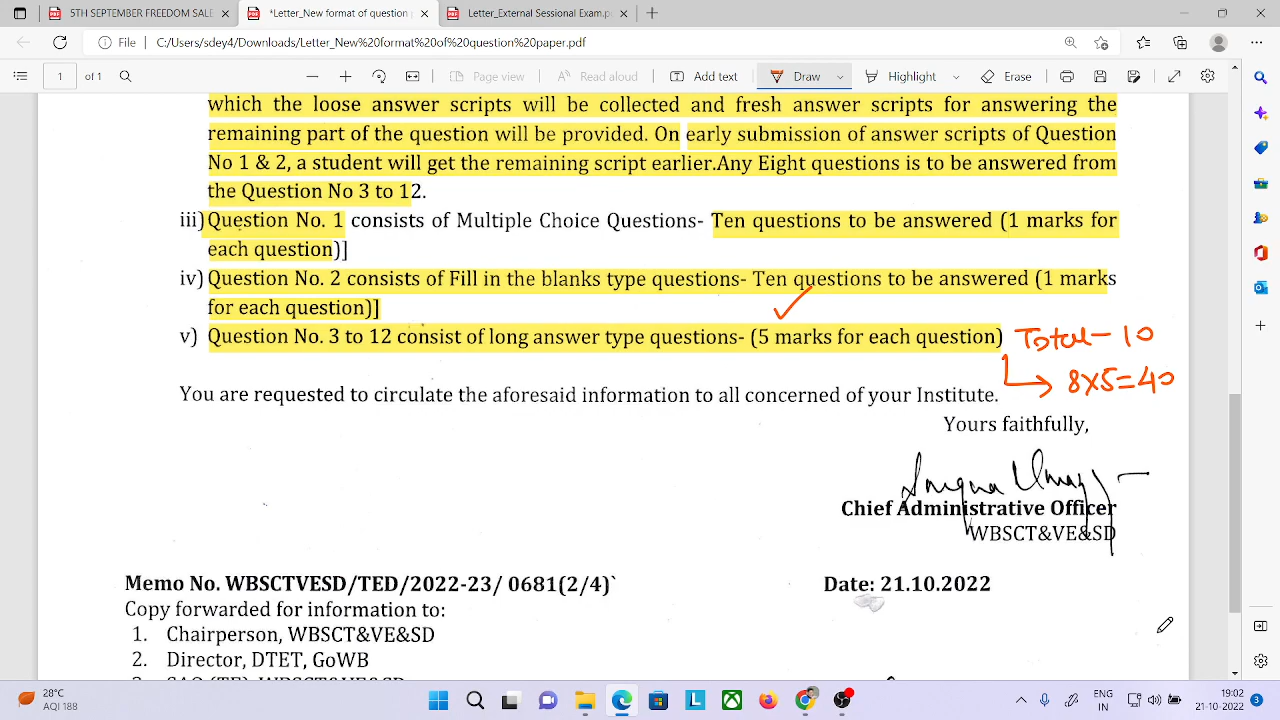 5TH SEPTEMBER FREEDOM SALE
*Letter_New format of question
Letter_External Sessional Exam.p
File
C:/Users/sdey4/Downloads/Letter_New%20format%20of%20question%20paper.pdf
1 of 1
Page view
Read aloud
Add text
Draw
Highlight
Erase
which the loose answer scripts will be collected and fresh answer scripts for answering the
remaining part of the question will be provided. On early submission of answer scripts of Question
No 1 & 2, a student will get the remaining script earlier.Any Eight questions is to be answered from
the Question No 3 to 12.
iii) Question No. 1 consists of Multiple Choice Questions- Ten questions to be answered (1 marks for
each question)]
iv) Question No. 2 consists of Fill in the blanks type questions- Ten questions to be answered (1 marks
for each question)]
v) Question No. 3 to 12 consist of long answer type questions- (5 marks for each question)
Total- 10
8x5=40
You are requested to circulate the aforesaid information to all concerned of your Institute.
Yours faithfully,
Chief Administrative Officer
WBSCT&VE&SD
Memo No. WBSCTVESD/TED/2022-23/ 0681(2/4)`
Date: 21.10.2022
Copy forwarded for information to:
1. Chairperson, WBSCT&VE&SD
2. Director, DTET, GoWB
28°C
AQI 188
ENG
IN
19:02
21-10-2022
3